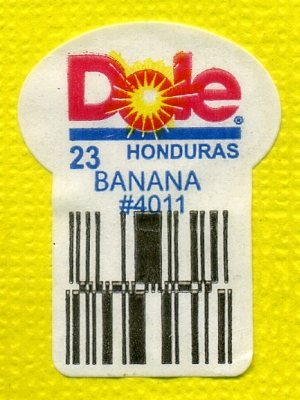 Dole®
23 HONDURAS
BANANA
#4011